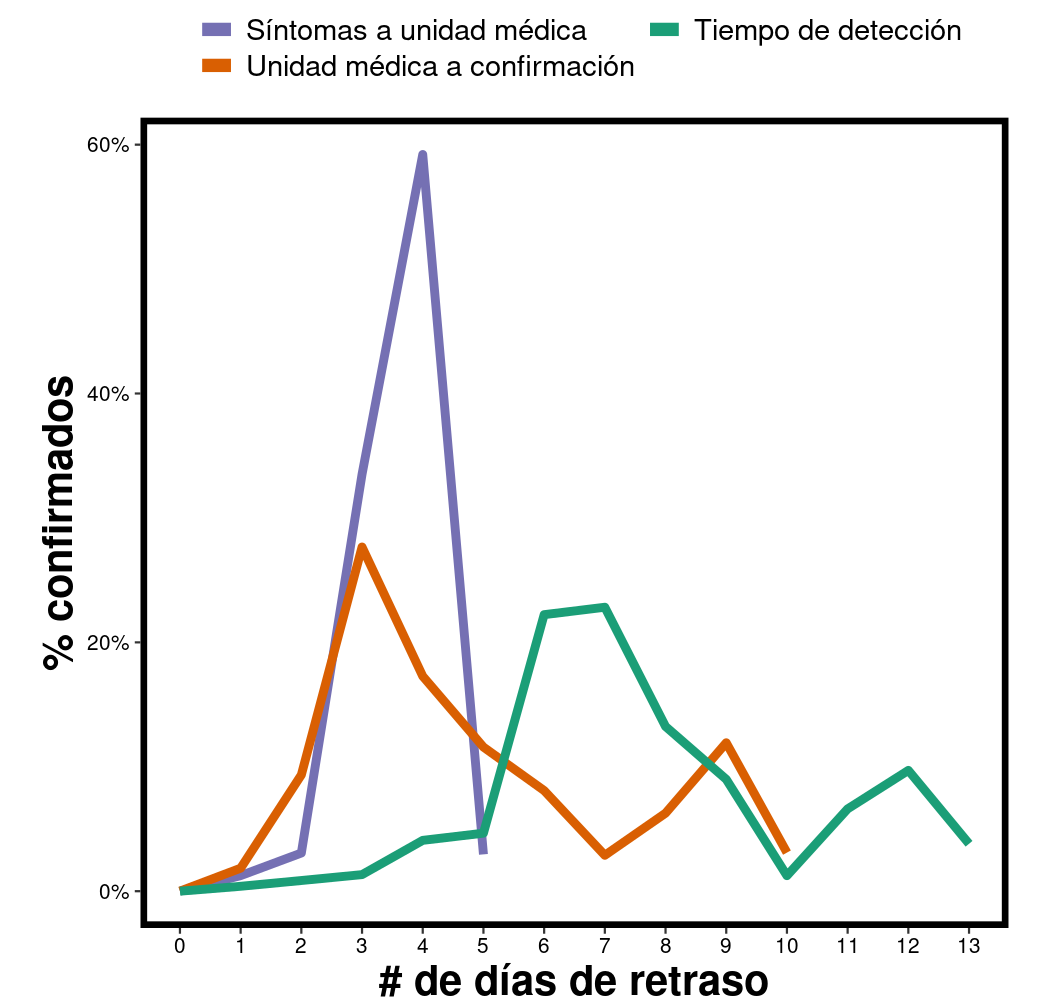 Síntomas a unidad médica
Tiempo de detección
Unidad médica a confirmación
60%
40%
20%
0%
% confirmados
0 1 2 3 4 5 6 7 8 9 10 11 12 13
# de días de retraso